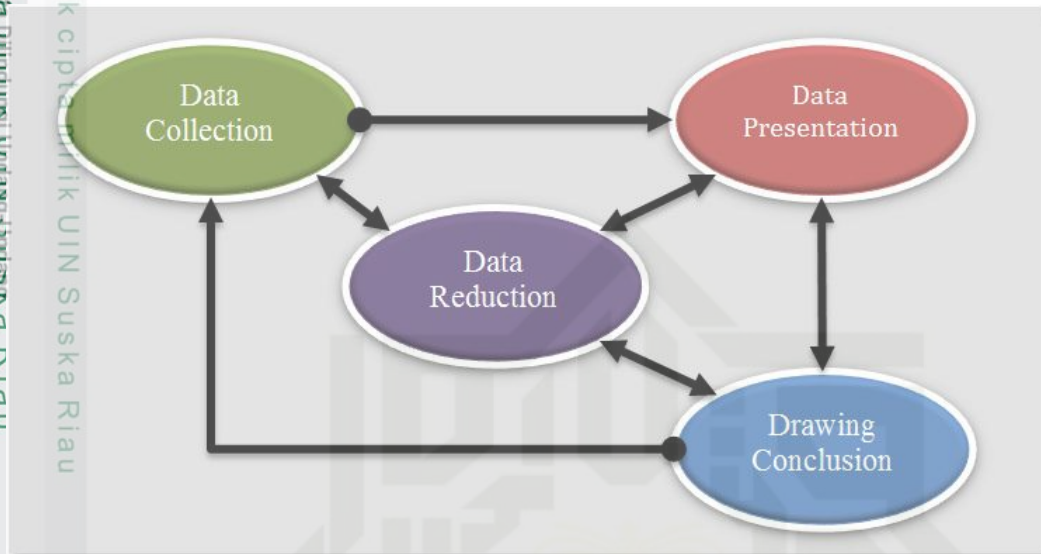 k cipta milik UIN Suska Riau
Data
Collection
Data
Presentation
Data
Reduction
Drawing
Conclusion